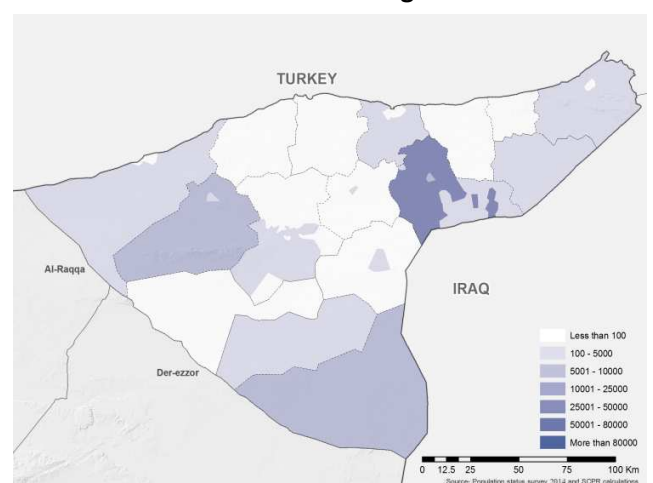 TURKEY
Al-Raqqa
IRAQ
Der-ezzor
Less than 100
100 - 5000
5001 - 10000
10001 - 25000
25001 - 50000
50001 - 80000
More than 80000
0 12.5 25 50 75 100 Km
Source: Population status survey 2014 and SCPR calculations